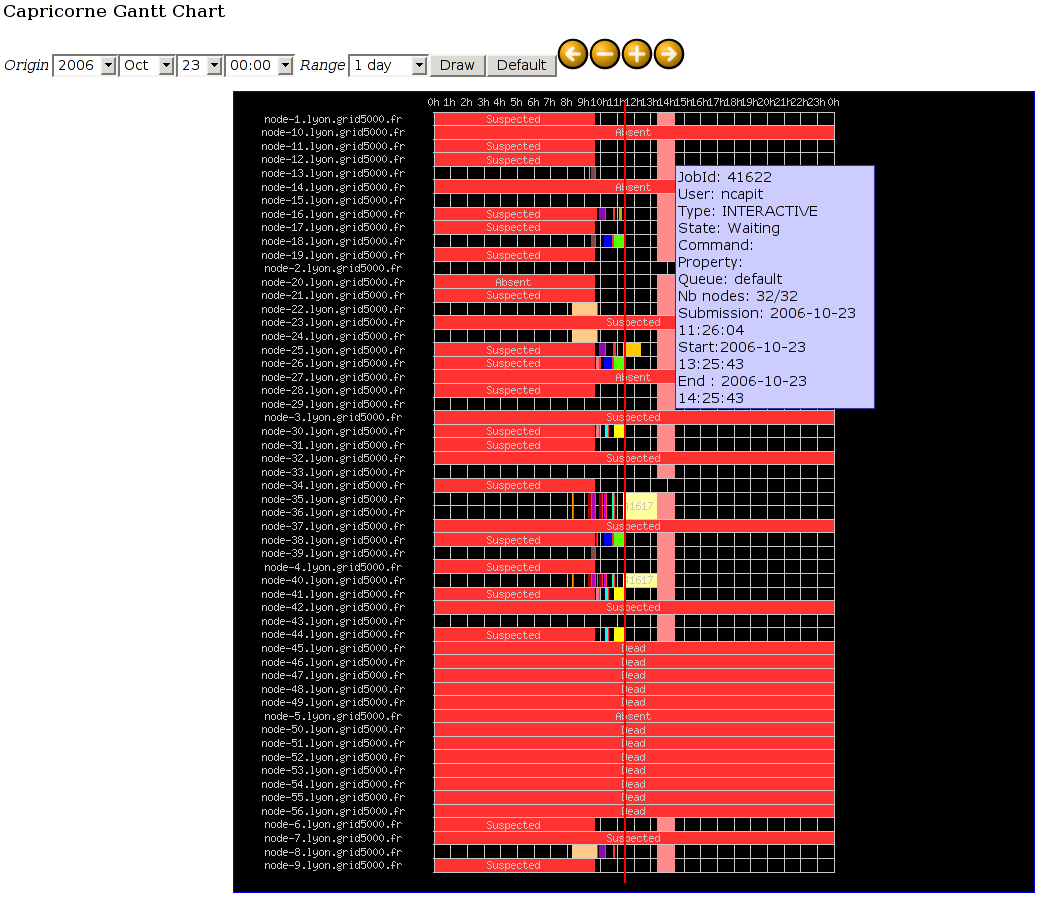 Capricorne Gantt Chart
Origin 2006 Oct 23 00:00 Range 1 day Draw Default
0h 1h 2h 3h 4h 5h 6h 7h 8h 9h 10h 11h 12h 13h 14h 15h 16h 17h 18h 19h 20h 21h 22h 23h 0h
node-1.lyon.grid5000.fr Suspected
node-10.lyon.grid5000.fr Absent
node-11.lyon.grid5000.fr Suspected
node-12.lyon.grid5000.fr Suspected
node-13.lyon.grid5000.fr
node-14.lyon.grid5000.fr Absent
node-15.lyon.grid5000.fr
node-16.lyon.grid5000.fr Suspected
node-17.lyon.grid5000.fr Suspected
node-18.lyon.grid5000.fr
node-19.lyon.grid5000.fr Suspected
node-2.lyon.grid5000.fr
node-20.lyon.grid5000.fr Absent
node-21.lyon.grid5000.fr Suspected
node-22.lyon.grid5000.fr
node-23.lyon.grid5000.fr Suspected
node-24.lyon.grid5000.fr
node-25.lyon.grid5000.fr Suspected
node-26.lyon.grid5000.fr Suspected
node-27.lyon.grid5000.fr Absent
node-28.lyon.grid5000.fr Suspected
node-29.lyon.grid5000.fr
node-3.lyon.grid5000.fr Suspected
node-30.lyon.grid5000.fr Suspected
node-31.lyon.grid5000.fr Suspected
node-32.lyon.grid5000.fr Suspected
node-33.lyon.grid5000.fr
node-34.lyon.grid5000.fr Suspected
node-35.lyon.grid5000.fr
41617
node-36.lyon.grid5000.fr
node-37.lyon.grid5000.fr Suspected
node-38.lyon.grid5000.fr Suspected
node-39.lyon.grid5000.fr
node-4.lyon.grid5000.fr Suspected
node-40.lyon.grid5000.fr 41617
node-41.lyon.grid5000.fr Suspected
node-42.lyon.grid5000.fr Suspected
node-43.lyon.grid5000.fr
node-44.lyon.grid5000.fr Suspected
node-45.lyon.grid5000.fr Dead
node-46.lyon.grid5000.fr Dead
node-47.lyon.grid5000.fr Dead
node-48.lyon.grid5000.fr Dead
node-49.lyon.grid5000.fr Dead
node-5.lyon.grid5000.fr Absent
node-50.lyon.grid5000.fr Dead
node-51.lyon.grid5000.fr Dead
node-52.lyon.grid5000.fr Dead
node-53.lyon.grid5000.fr Dead
node-54.lyon.grid5000.fr Dead
node-55.lyon.grid5000.fr Dead
node-56.lyon.grid5000.fr Dead
node-6.lyon.grid5000.fr Suspected
node-7.lyon.grid5000.fr Suspected
node-8.lyon.grid5000.fr
node-9.lyon.grid5000.fr Suspected
JobId: 41622
User: ncapit
Type: INTERACTIVE
State: Waiting
Command:
Property:
Queue: default
Nb nodes: 32/32
Submission: 2006-10-23
11:26:04
Start:2006-10-23
13:25:43
End : 2006-10-23
14:25:43